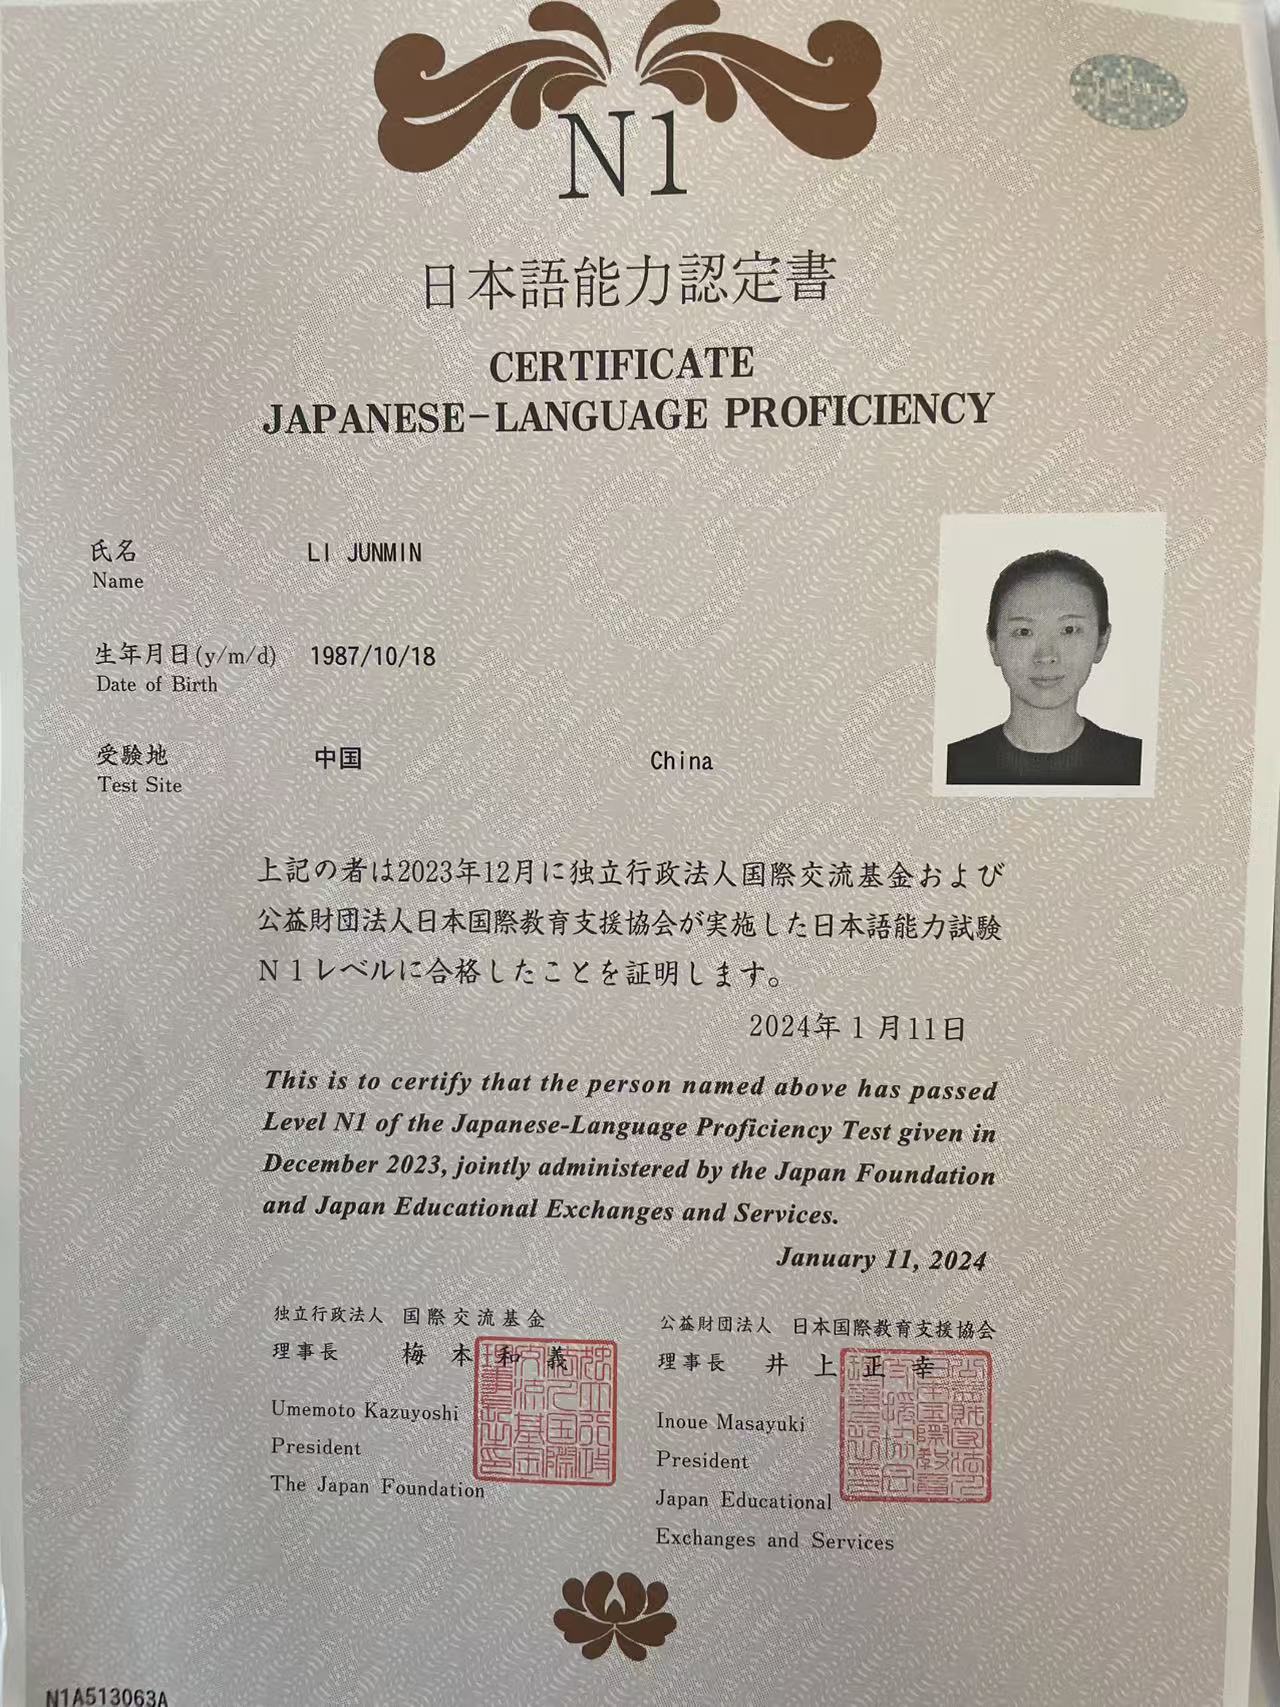 N1
日本語能力認定書
CERTIFICATE
JAPANESE-LANGUAGE PROFICIENCY
氏名 LI JUNMIN
Name
生年月日(y/m/d) 1987/10/18
Date of Birth
受験地 中国 China
Test Site
上記の者は2023年12月に独立行政法人国際交流基金および
公益財団法人日本国際教育支援協会が実施した日本語能力試験
N1レベルに合格したことを証明します。
2024年1月11日
This is to certify that the person named above has passed
Level N1 of the Japanese-Language Proficiency Test given in
December 2023, jointly administered by the Japan Foundation
and Japan Educational Exchanges and Services.
January 11, 2024
独立行政法人 国際交流基金
理事長 梅本和義
Umemoto Kazuyoshi
President
The Japan Foundation
公益財団法人 日本国際教育支援協会
理事長 井上正幸
Inoue Masayuki
President
Japan Educational
Exchanges and Services
N1A513063A